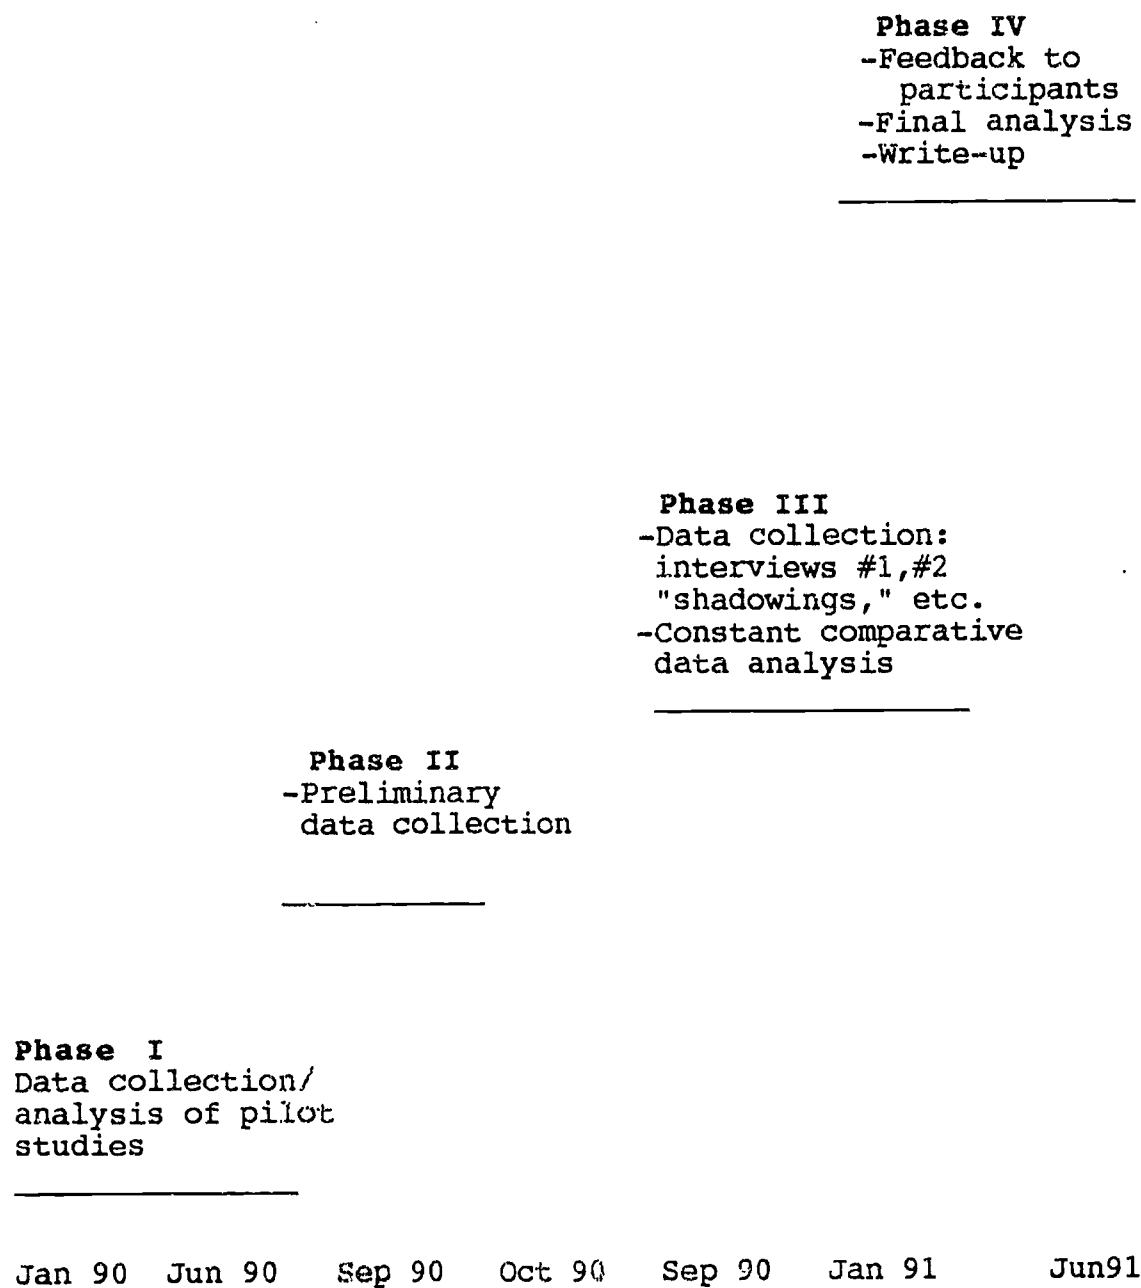 Phase IV
-Feedback to
participants
-Final analysis
-Write-up
Phase III
-Data collection:
interviews #1,#2
"shadowings," etc.
-Constant comparative
data analysis
Phase II
-Preliminary
data collection
Phase I
Data collection/
analysis of pilot
studies
Jan 90 Jun 90 Sep 90 Oct 90 Sep 90 Jan 91 Jun91